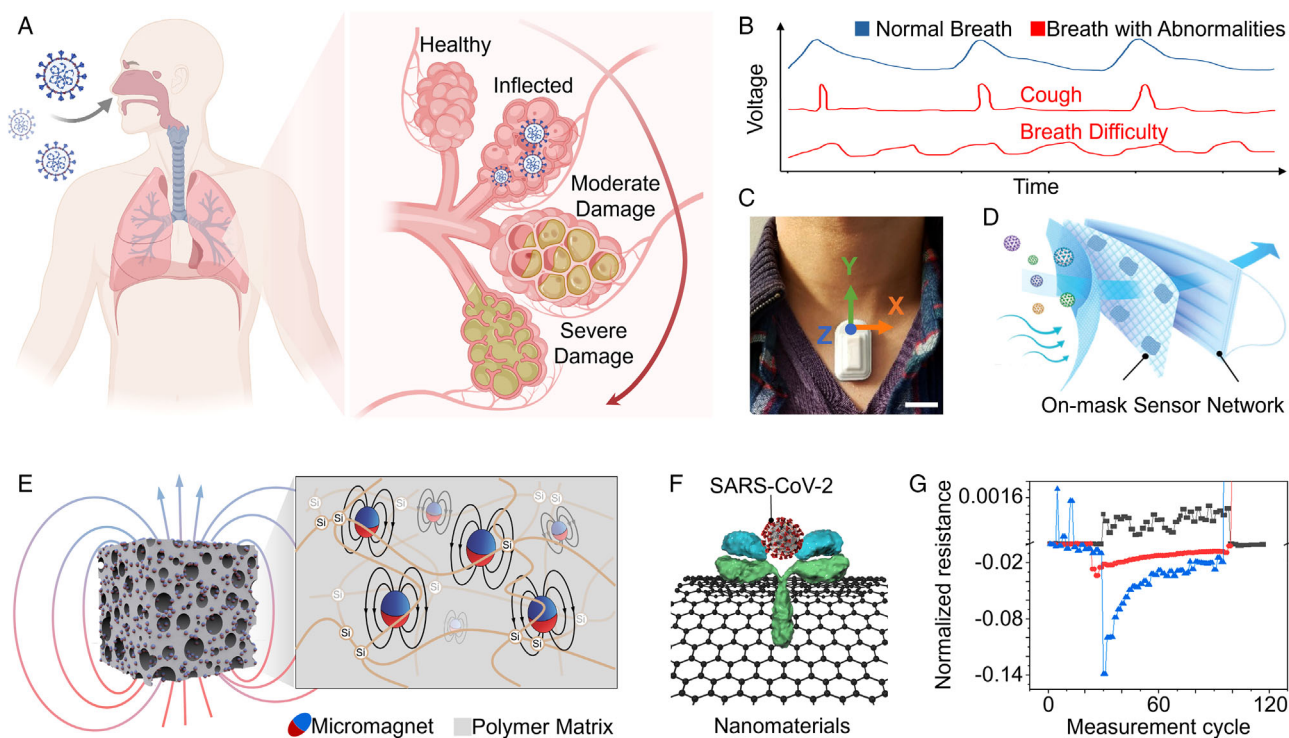 A
Healthy
Inflected
Moderate
Damage
Severe
Damage
B
Normal Breath
Breath with Abnormalities
Voltage
Cough
Breath Difficulty
Time
C
Y
X
Z
D
On-mask Sensor Network
E
Si
Si
Si
Si
Si
Si
Si
Si
Si
Si
Si
Si
Micromagnet
Polymer Matrix
F
SARS-CoV-2
Nanomaterials
G
Normalized resistance
0.0016
-0.02
-0.08
-0.14
0
60
120
Measurement cycle